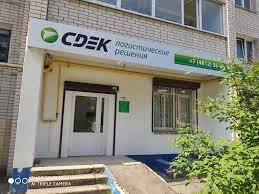 CDEK
логистические
решения
+7 (4812) 56-
AI TRIPLE CAMERA